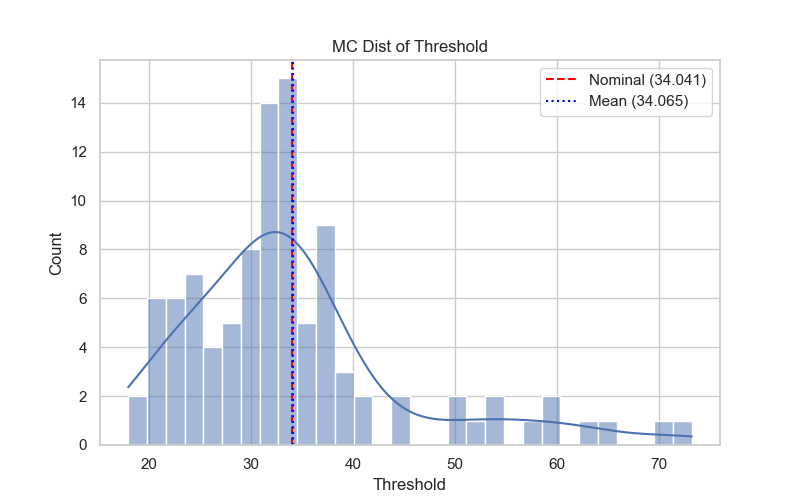 MC Dist of Threshold
Nominal (34.041)
Mean (34.065)
Count
14
12
10
8
6
4
2
0
20 30 40 50 60 70
Threshold